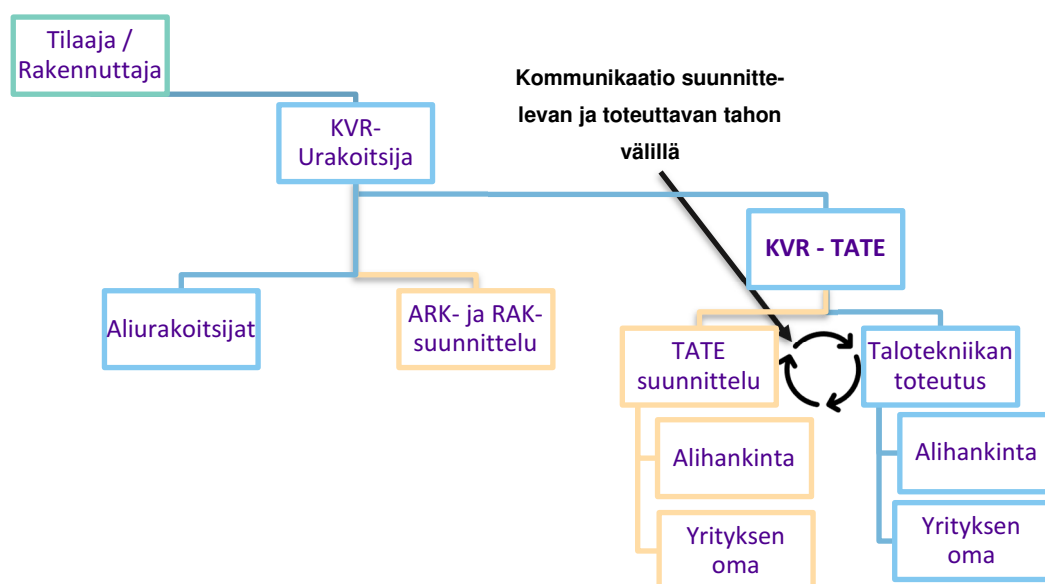 Tilaaja /
Rakennuttaja
Kommunikaatio suunnitte-
levan ja toteuttavan tahon
välillä
KVR-
Urakoitsija
KVR - TATE
Aliurakoitsijat
ARK- ja RAK-
suunnittelu
TATE
suunnittelu
Talotekniikan
toteutus
Alihankinta
Alihankinta
Yrityksen
oma
Yrityksen
oma